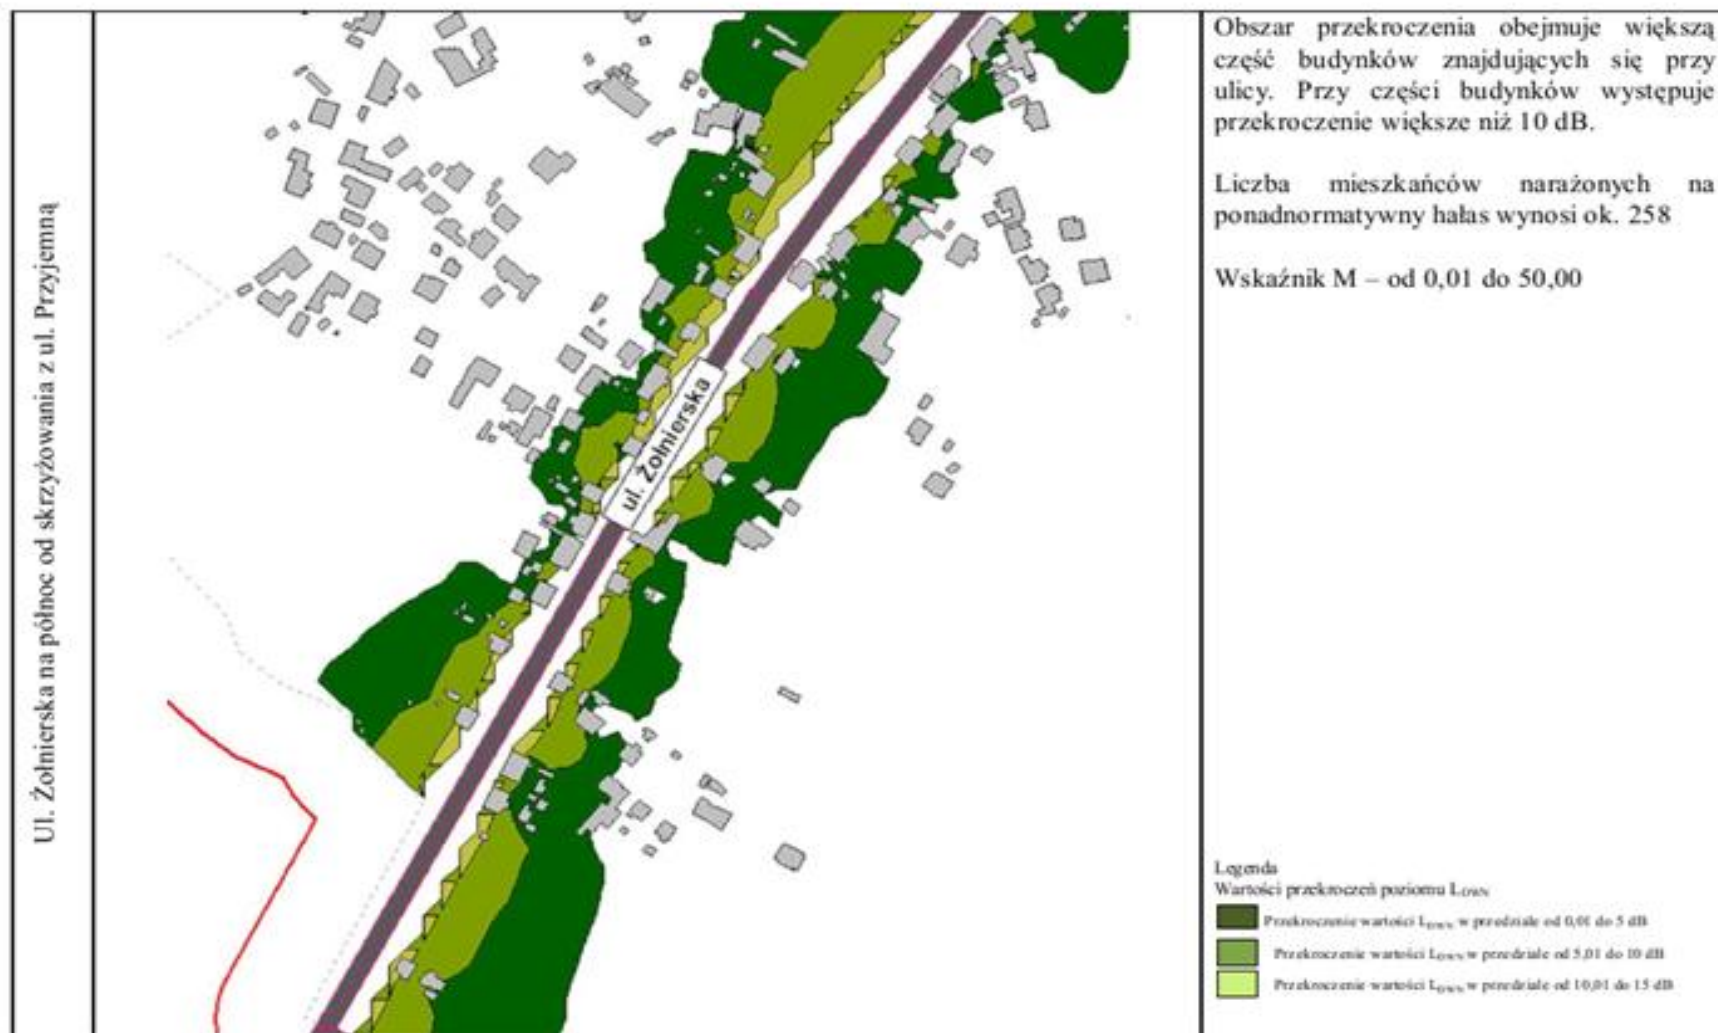 Ul. Żołnierska na północ od skrzyżowania z ul. Przyjemną
ul. Żołnierska
Obszar przekroczenia obejmuje większą
część budynków znajdujących się przy
ulicy. Przy części budynków występuje
przekroczenie większe niż 10 dB.
Liczba mieszkańców narażonych na
ponadnormatywny hałas wynosi ok. 258
Wskaźnik M – od 0,01 do 50,00
Legenda
Wartości przekroczeń poziomu LDWN
Przekroczenie wartości LDWN w przedziale od 0,01 do 5 dB
Przekroczenie wartości LDWN w przedziale od 5,01 do 10 dB
Przekroczenie wartości LDWN w przedziale od 10,01 do 15 dB